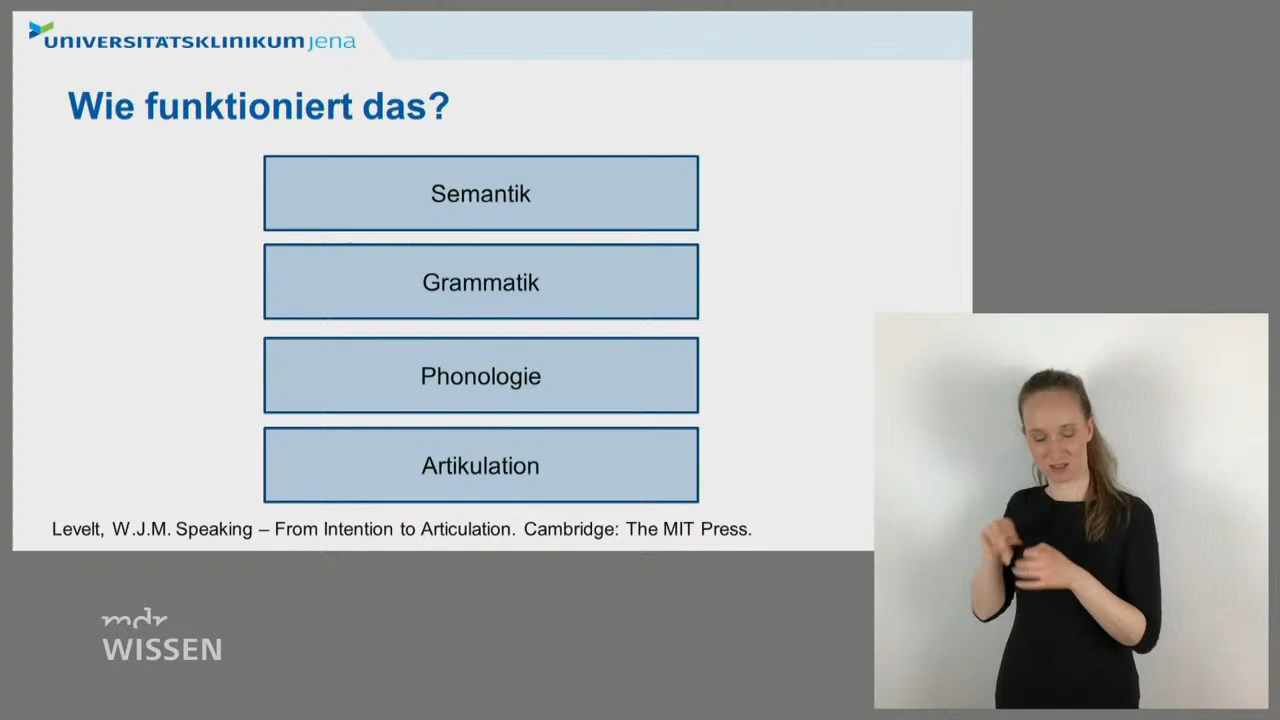 UNIVERSITÄTSKLINIKUM jena
Wie funktioniert das?
Semantik
Grammatik
Phonologie
Artikulation
Levelt, W.J.M. Speaking – From Intention to Articulation. Cambridge: The MIT Press.
mdr
WISSEN